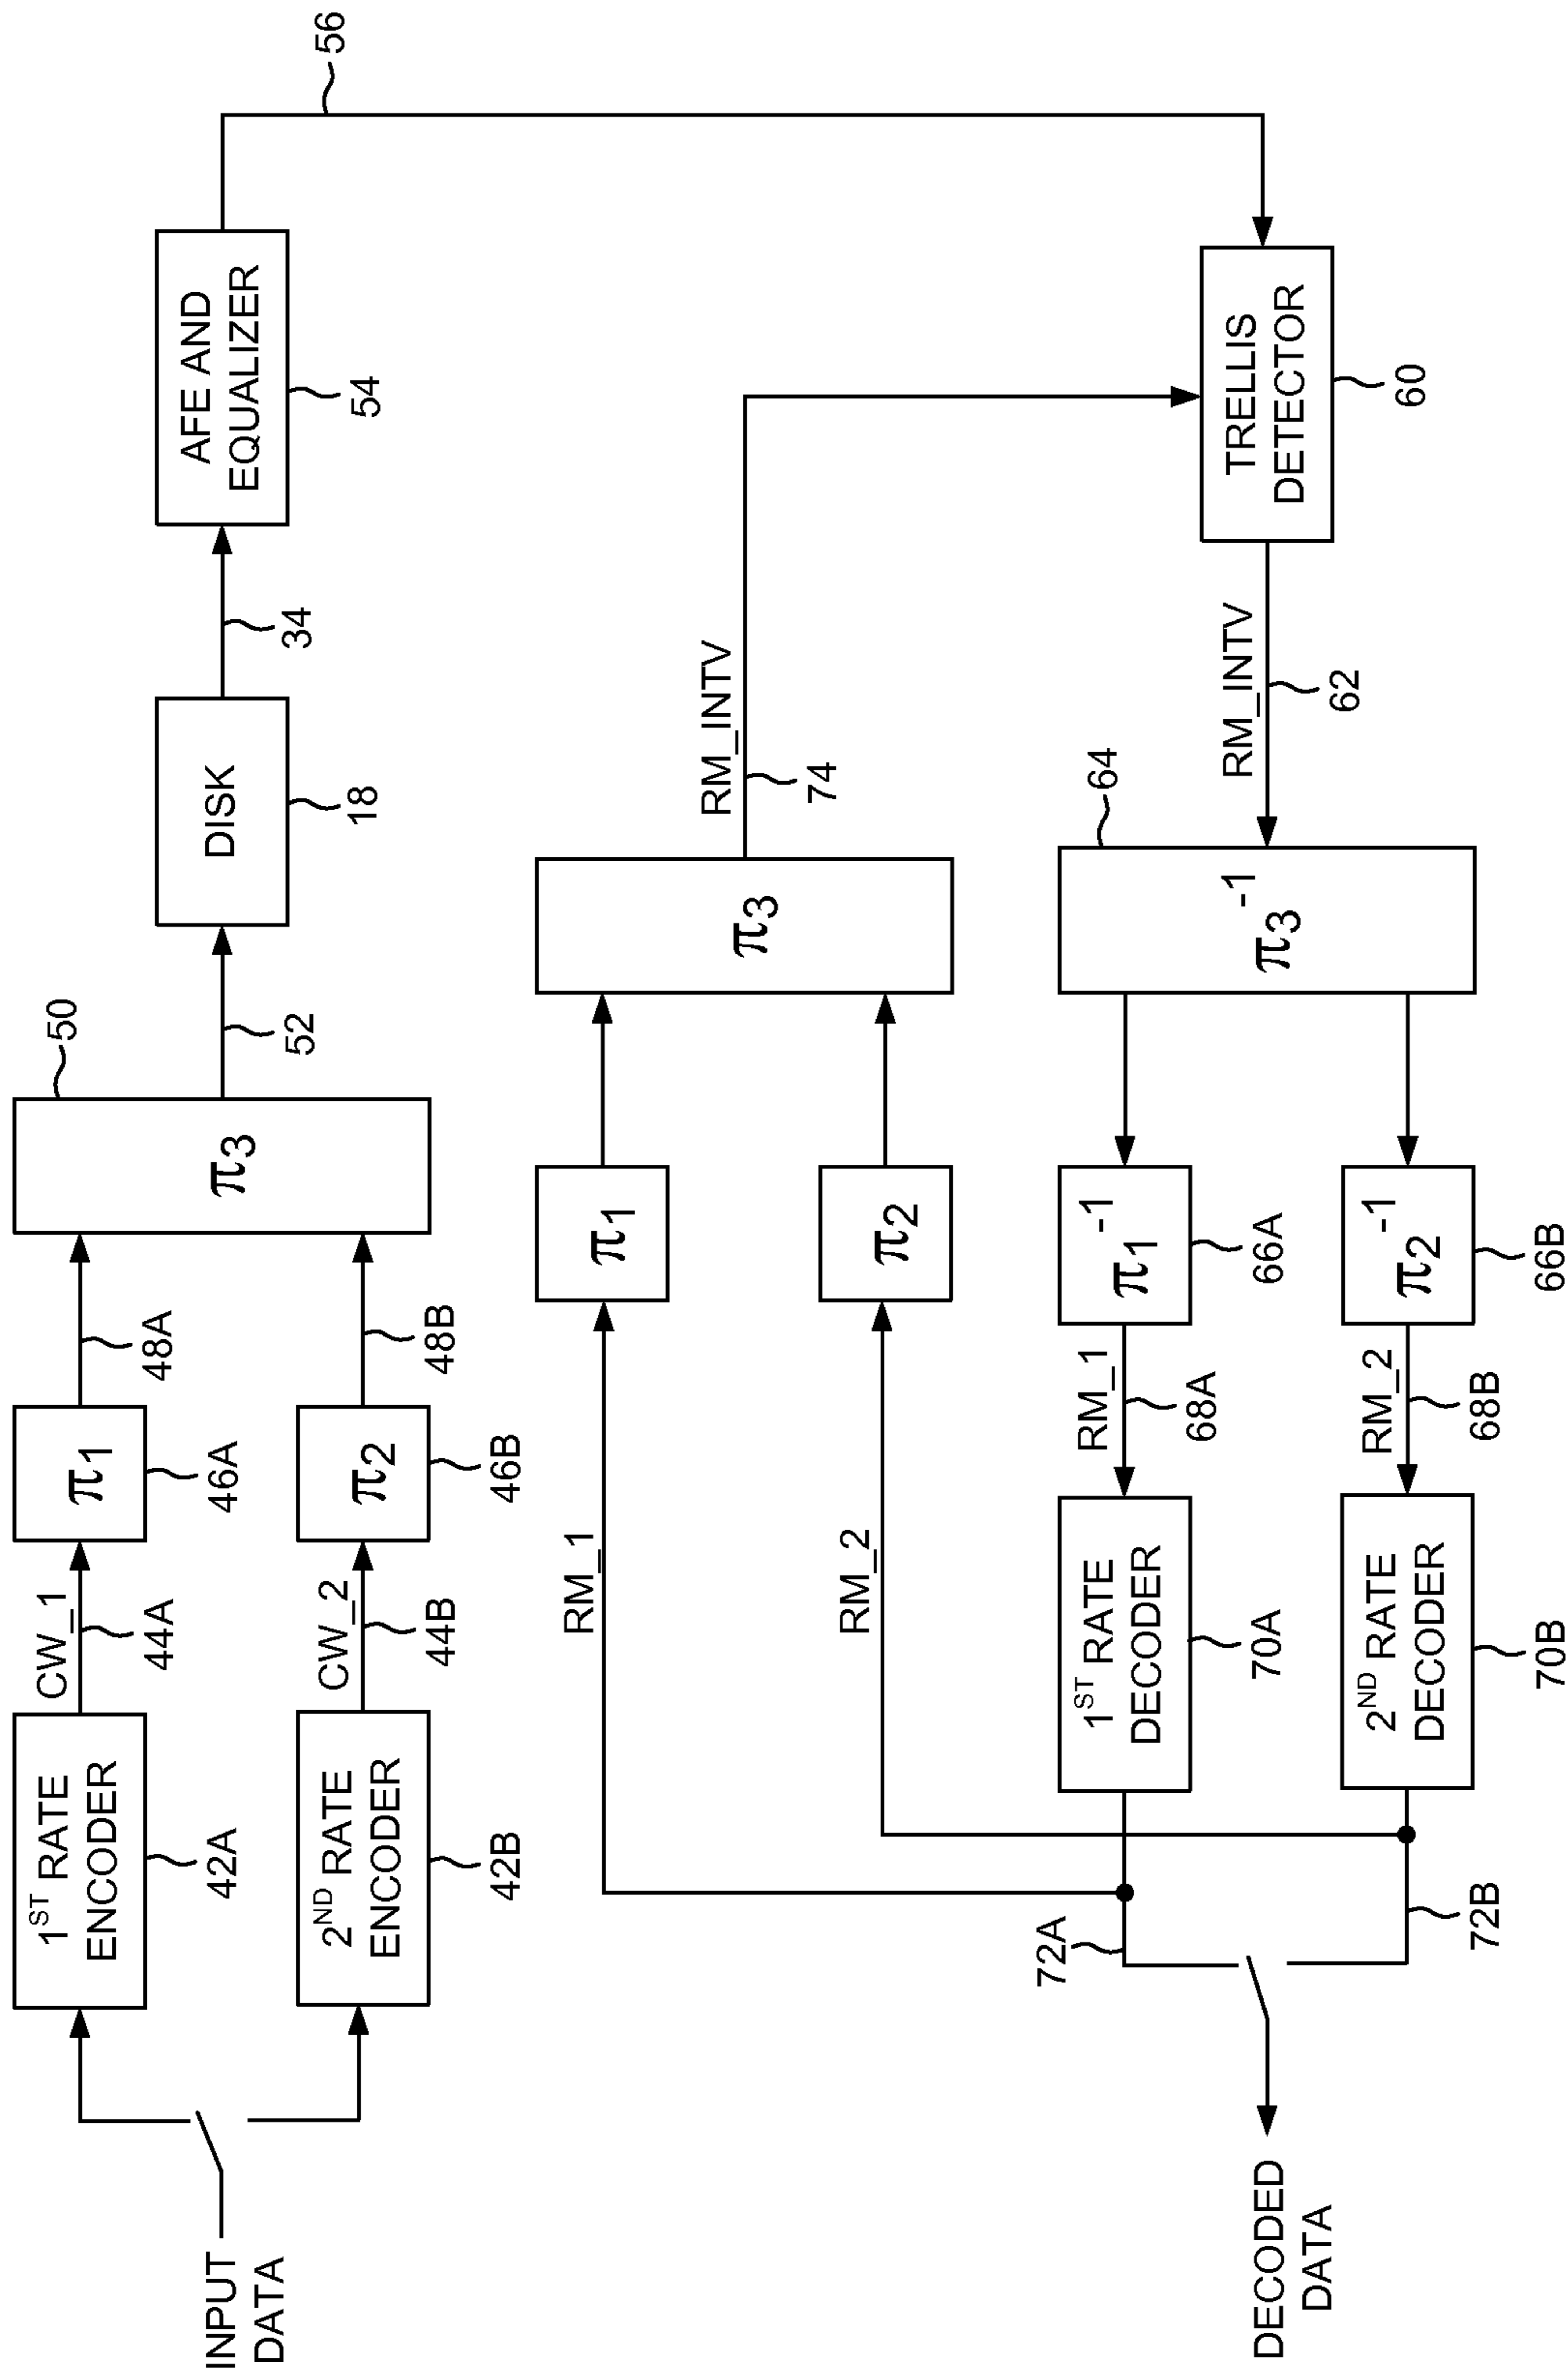 INPUT
DATA
1ST RATE
ENCODER
42A
2ND RATE
ENCODER
42B
CW_1
44A
CW_2
44B
π1
46A
π2
46B
48A
48B
π3
50
52
DISK
18
34
AFE AND
EQUALIZER
54
56
RM_1
RM_2
π1
π2
π3
RM_INTV
74
TRELLIS
DETECTOR
60
RM_INTV
62
π3-1
64
π1-1
66A
π2-1
66B
RM_1
68A
RM_2
68B
1ST RATE
DECODER
70A
2ND RATE
DECODER
70B
72A
72B
DECODED
DATA